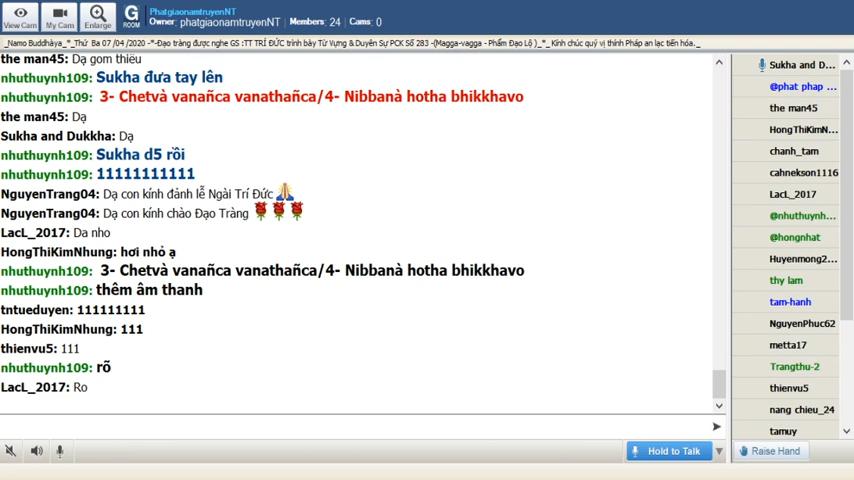 View Cam
My Cam
Enlarge
G ROOM
PhatgiaonamtruyenNT
Owner: phatgiaonamtruyenNT | Members: 24 | Cams: 0
_Namo Buddhàya_*_Thứ Ba 07 /04 /2020 -*-Đạo tràng được nghe GS :TT TRÍ ĐỨC trình bày Từ Vựng & Duyên Sự PCK Số 283 -(Magga-vagga - Phẩm Đạo Lộ )_*_ Kính chúc quý vị thính Pháp an lạc tiến hóa._
the man45: Dạ gom thiêu
nhuthuynh109: Sukha đưa tay lên
nhuthuynh109: 3- Chetvà vanañca vanathañca/4- Nibbanà hotha bhikkhavo
the man45: Dạ
Sukha and Dukkha: Dạ
nhuthuynh109: Sukha d5 rồi
nhuthuynh109: 11111111111
NguyenTrang04: Dạ con kính đảnh lễ Ngài Trí Đức
NguyenTrang04: Dạ con kính chào Đạo Tràng
LacL_2017: Da nho
HongThiKimNhung: hơi nhỏ ạ
nhuthuynh109: 3- Chetvà vanañca vanathañca/4- Nibbanà hotha bhikkhavo
nhuthuynh109: thêm âm thanh
tntueduyen: 111111111
HongThiKimNhung: 111
thienvu5: 111
nhuthuynh109: rõ
LacL_2017: Ro
Sukha and D...
@phat phap ...
the man45
HongThiKimN...
chanh_tam
cahnekson1116
LacL_2017
@nhuthuynh...
@hongnhat
Huyenmong2...
thy lam
tam-hanh
NguyenPhuc62
metta17
Trangthu-2
thienvu5
nang chieu_24
tamuy
Hold to Talk
Raise Hand